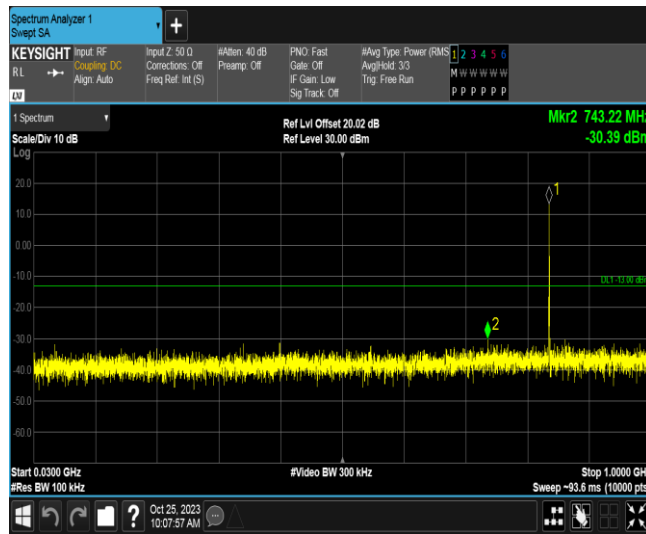 Spectrum Analyzer 1
Swept SA
+
KEYSIGHT Input: RF Input Z: 50 Ω #Atten: 40 dB PNO: Fast #Avg Type: Power (RMS 1 2 3 4 5 6
RL Coupling: DC Corrections: Off Preamp: Off Gate: Off Avg|Hold: 3/3 M W W W W W
Align: Auto Freq Ref: Int (S) IF Gain: Low Trig: Free Run
LXI Sig Track: Off P P P P P P
1 Spectrum Ref Lvl Offset 20.02 dB Mkr2 743.22 MHz
Scale/Div 10 dB Ref Level 30.00 dBm -30.39 dBm
Log
20.0
1
10.0
0.00
-10.0
DL1 -13.00 dBm
-20.0
2
-30.0
-40.0
-50.0
-60.0
Start 0.0300 GHz #Video BW 300 kHz Stop 1.0000 GH
#Res BW 100 kHz Sweep ~93.6 ms (10000 pts
? Oct 25, 2023
10:07:57 AM